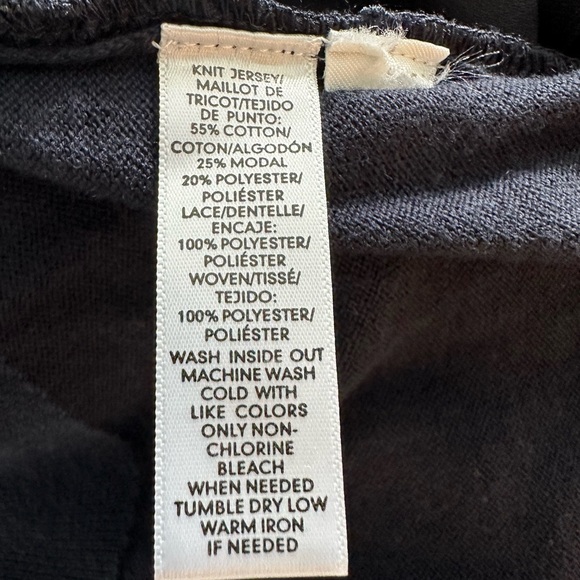 KNIT JERSEY/
MAILLOT DE
TRICOT/TEJIDO
DE PUNTO:
55% COTTON/
COTON/ALGODÓN
25% MODAL
20% POLYESTER/
POLIÉSTER
LACE/DENTELLE/
ENCAJE:
100% POLYESTER/
POLIÉSTER
WOVEN/TISSÉ/
TEJIDO:
100% POLYESTER/
POLIÉSTER
WASH INSIDE OUT
MACHINE WASH
COLD WITH
LIKE COLORS
ONLY NON-
CHLORINE
BLEACH
WHEN NEEDED
TUMBLE DRY LOW
WARM IRON
IF NEEDED